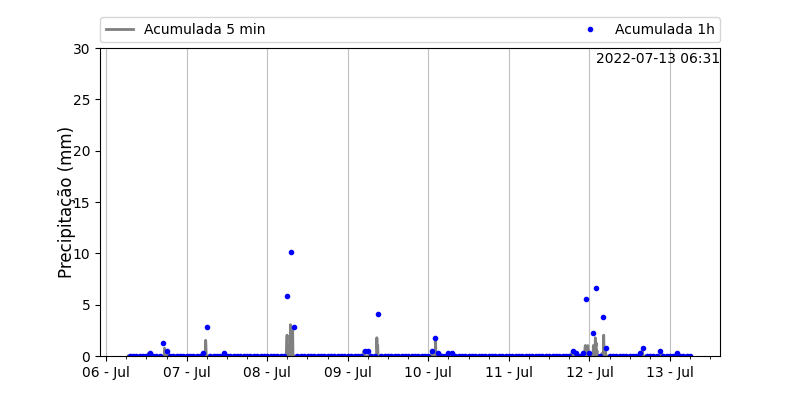 Acumulada 5 min
Acumulada 1h
2022-07-13 06:31
Precipitação (mm)
30
25
20
15
10
5
0
06 - Jul 07 - Jul 08 - Jul 09 - Jul 10 - Jul 11 - Jul 12 - Jul 13 - Jul